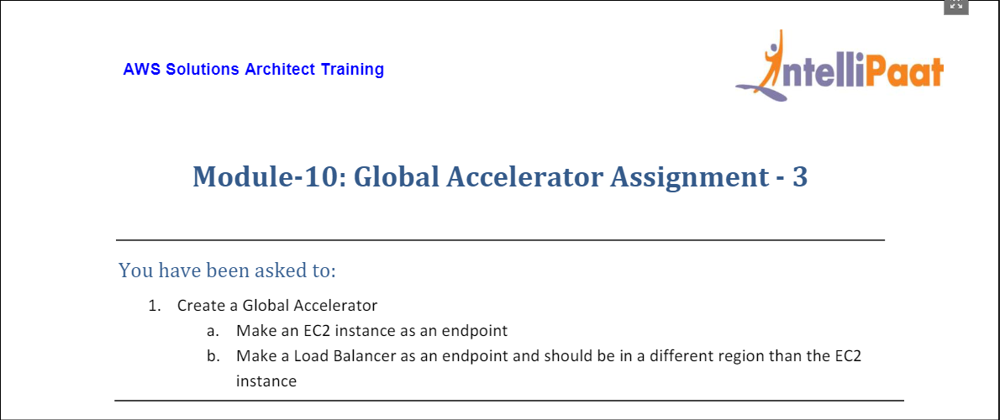 AWS Solutions Architect Training
IntelliPaat
Module-10: Global Accelerator Assignment - 3
You have been asked to:
1. Create a Global Accelerator
a. Make an EC2 instance as an endpoint
b. Make a Load Balancer as an endpoint and should be in a different region than the EC2
instance